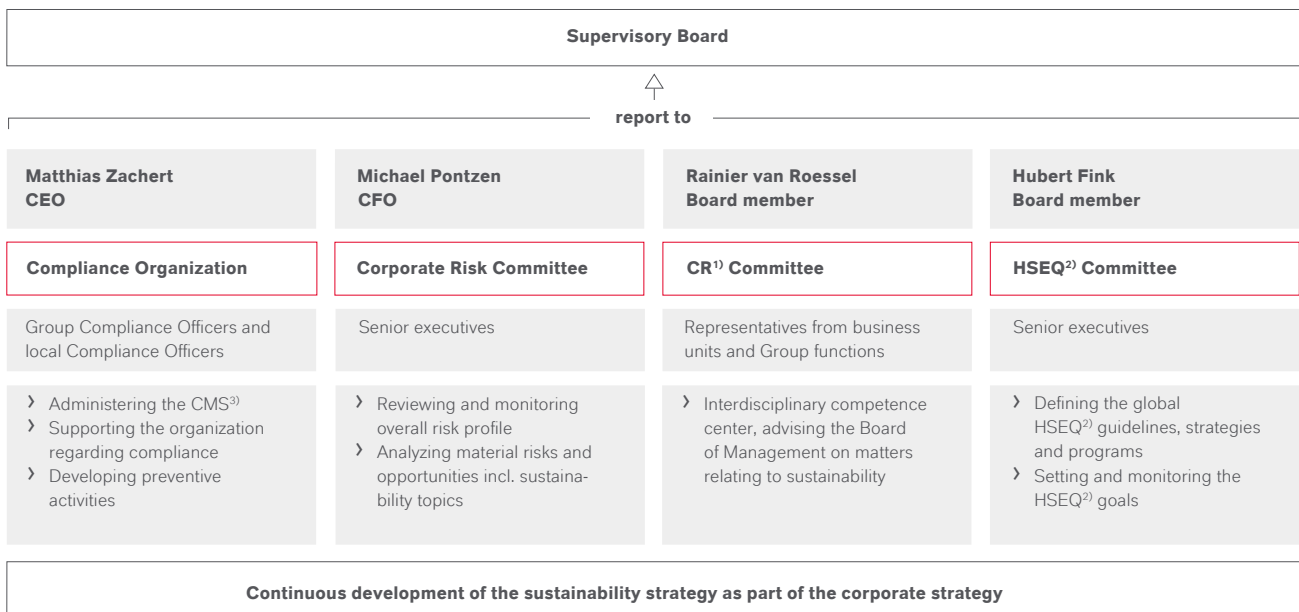 Supervisory Board
report to
Matthias Zachert
CEO
Compliance Organization
Group Compliance Officers and
local Compliance Officers
› Administering the CMS³⁾
› Supporting the organization
regarding compliance
› Developing preventive
activities
Michael Pontzen
CFO
Corporate Risk Committee
Senior executives
› Reviewing and monitoring
overall risk profile
› Analyzing material risks and
opportunities incl. sustaina-
bility topics
Rainier van Roessel
Board member
CR¹⁾ Committee
Representatives from business
units and Group functions
› Interdisciplinary competence
center, advising the Board
of Management on matters
relating to sustainability
Hubert Fink
Board member
HSEQ²⁾ Committee
Senior executives
› Defining the global
HSEQ²⁾ guidelines, strategies
and programs
› Setting and monitoring the
HSEQ²⁾ goals
Continuous development of the sustainability strategy as part of the corporate strategy